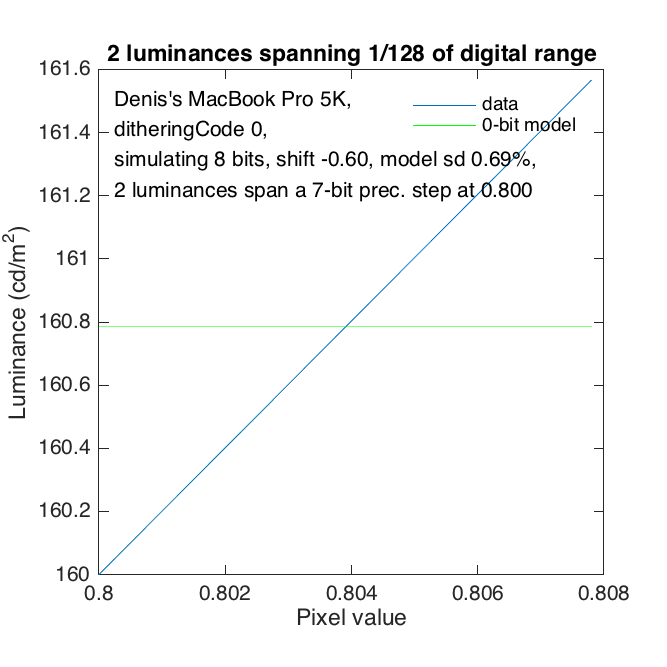 2 luminances spanning 1/128 of digital range
Denis's MacBook Pro 5K,
ditheringCode 0,
simulating 8 bits, shift -0.60, model sd 0.69%,
2 luminances span a 7-bit prec. step at 0.800
data
0-bit model
Luminance (cd/m2)
161.6
161.4
161.2
161
160.8
160.6
160.4
160.2
160
0.8
0.802
0.804
0.806
0.808
Pixel value